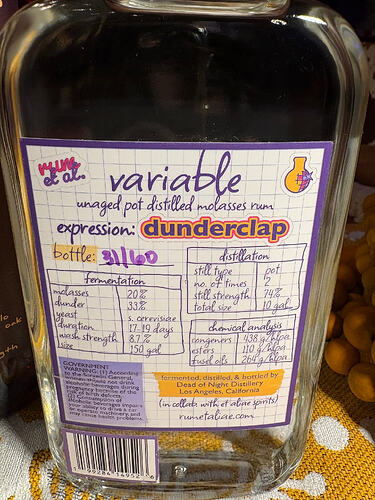 rum
et al.
variable
unaged pot distilled molasses rum
expression: dunderclap
bottle: 31/160
fermentation
molasses 20%
dunder 33%
yeast s. cerevisiae
duration 17-19 days
wash strength 8.7%
size 150 gal
distillation
still type pot
no. of times 2
still strength 74%
total size 10 gal
chemical analysis
congeners 438 g/hlpa
esters 110 g/hlpa
fusel oils 264 g/hlpa
GOVERNMENT
WARNING: (1) According
to the Surgeon General,
women should not drink
alcoholic beverages during
pregnancy because of the
risk of birth defects.
(2) Consumption of
alcoholic beverages impairs
your ability to drive a car
or operate machinery, and
may cause health problems.
fermented, distilled, & bottled by
Dead of Night Distillery
Los Angeles, California
(in collab. with et aliae spirits)
rumetaliae.com
oak